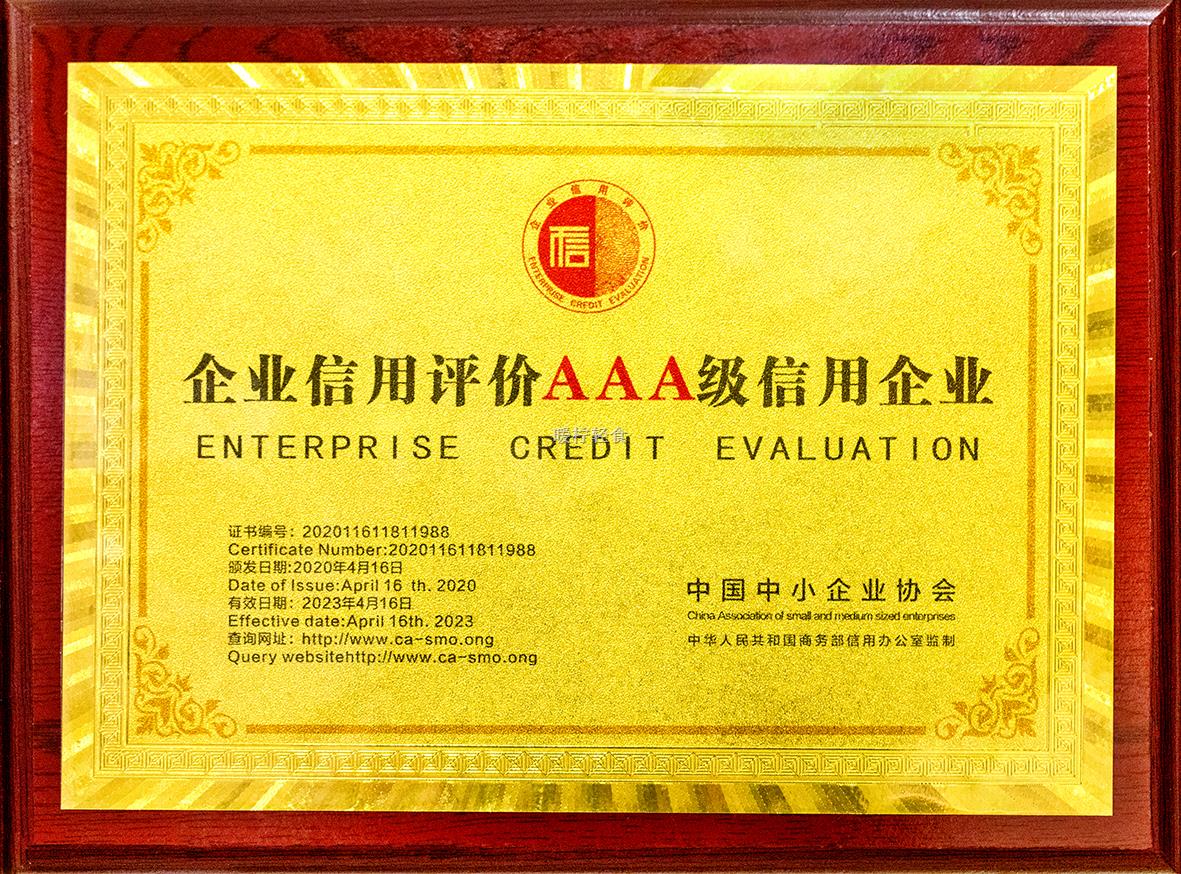 企业信用评价
信
ENTERPRISE CREDIT EVALUATION
企业信用评价AAA级信用企业
ENTERPRISE CREDIT EVALUATION
暖柠轻食
证书编号：202011611811988
Certificate Number:202011611811988
颁发日期:2020年4月16日
Date of Issue:April 16 th. 2020
有效日期：2023年4月16日
Effective date:April 16th. 2023
查询网址：http://www.ca-smo.ong
Query websitehttp://www.ca-smo.ong
中国中小企业协会
China Association of small and medium sized enterprises
中华人民共和国商务部信用办公室监制